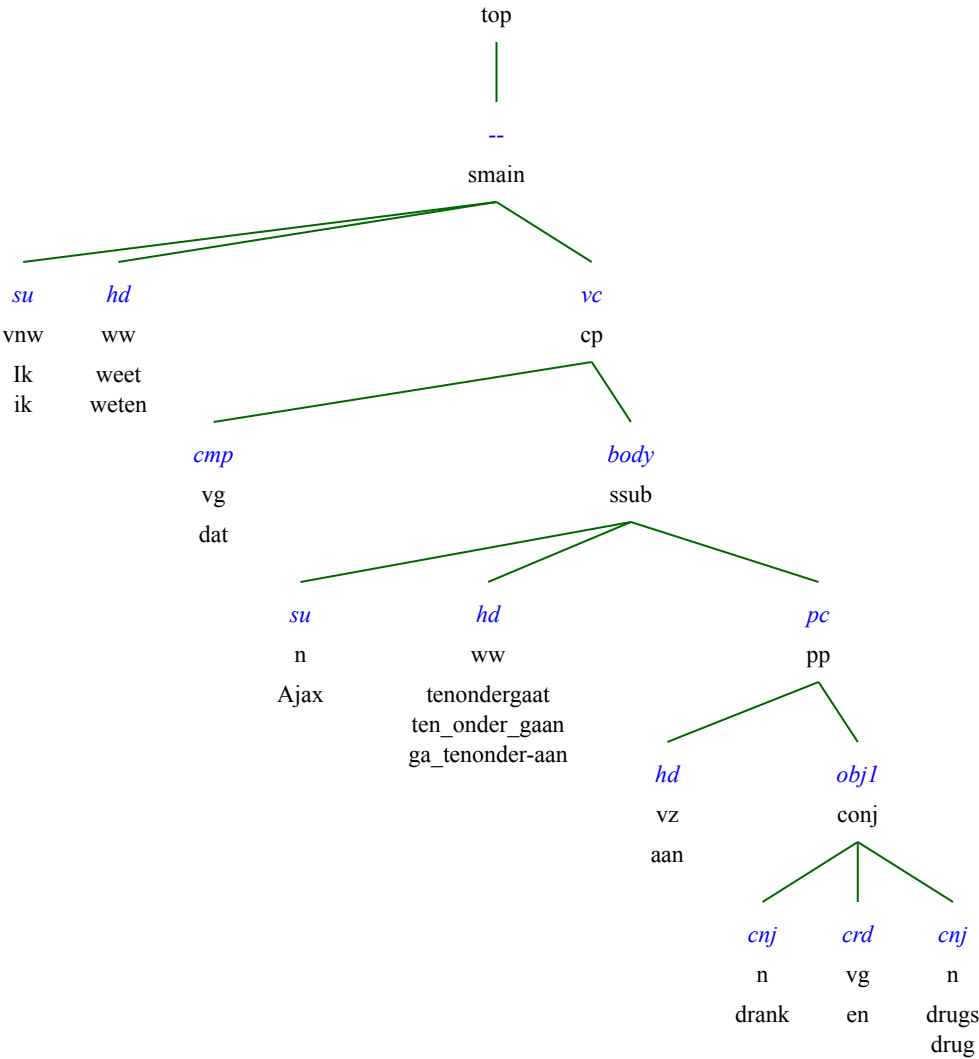 top
--
smain
su hd vc
vnw ww cp
Ik weet
ik weten
cmp body
vg ssub
dat
su hd pc
n ww pp
Ajax tenondergaat
ten_onder_gaan
ga_tenonder-aan
hd obj1
vz conj
aan
cnj crd cnj
n vg n
drank en drugs
drug